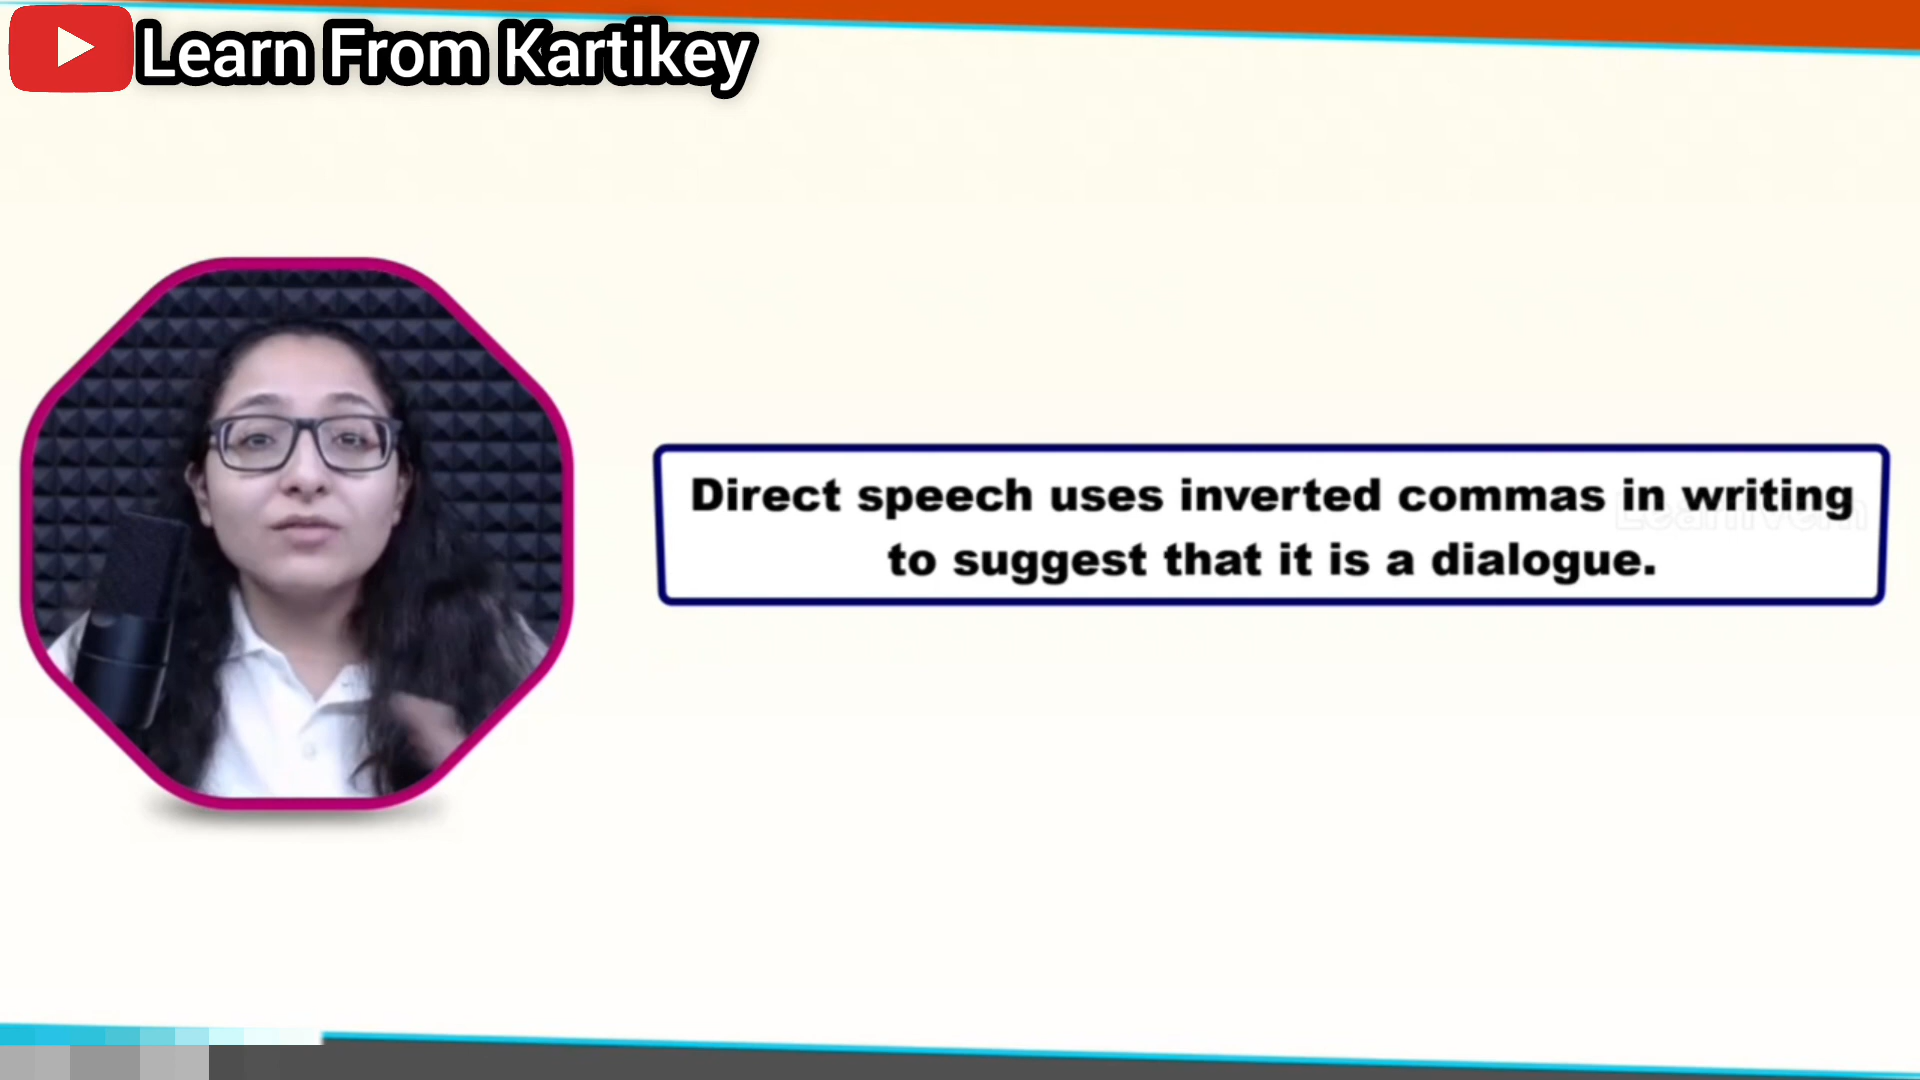 Learn From Kartikey
Direct speech uses inverted commas in writing
to suggest that it is a dialogue.